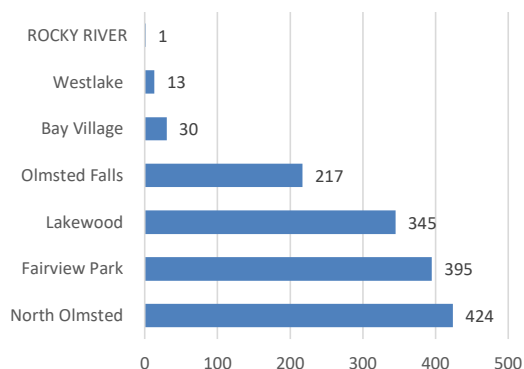 ROCKY RIVER 1
Westlake 13
Bay Village 30
Olmsted Falls 217
Lakewood 345
Fairview Park 395
North Olmsted 424
0 100 200 300 400 500